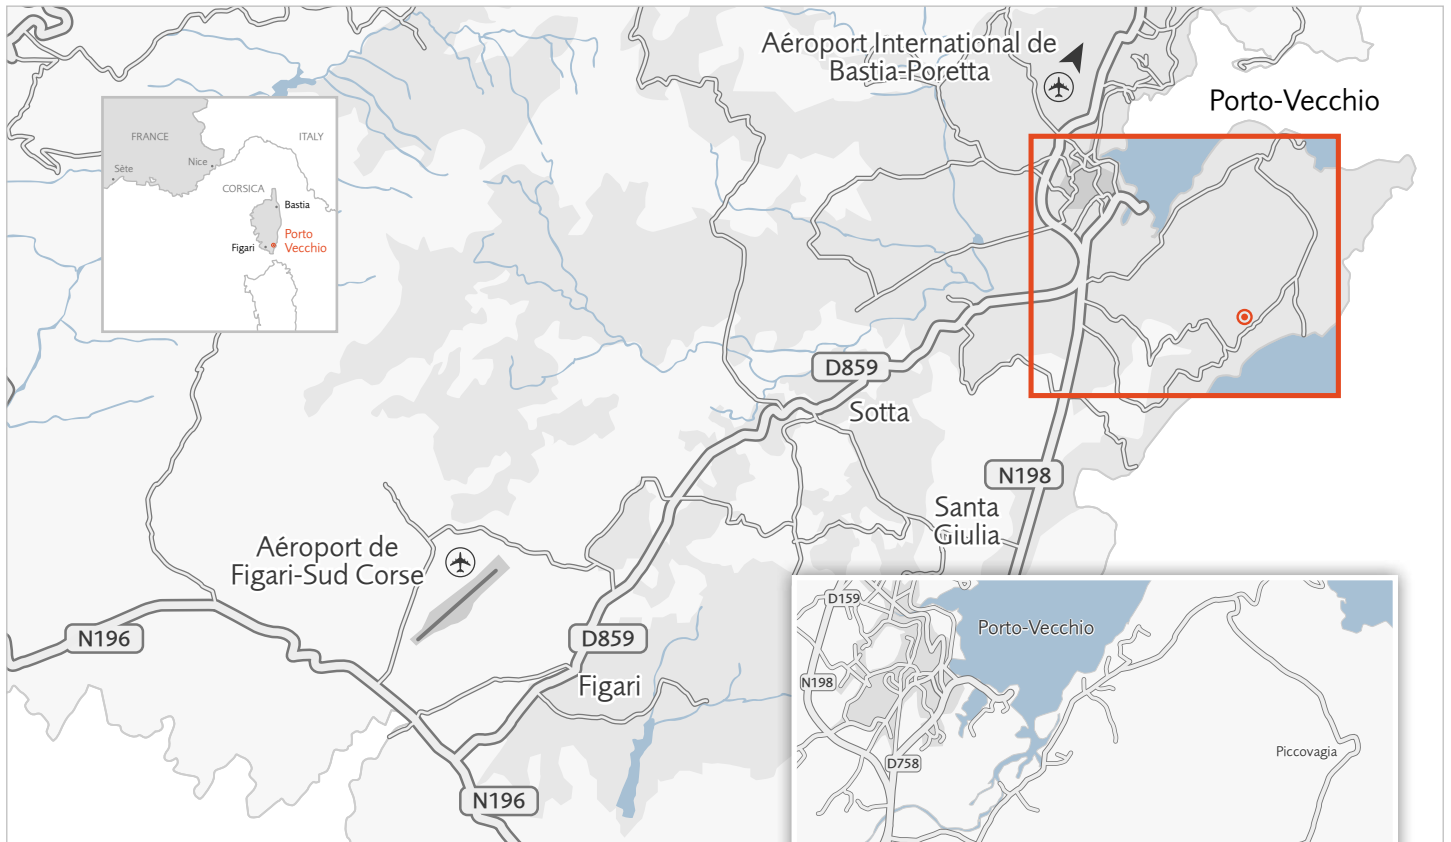 Aéroport International de
Bastia-Poretta
Porto-Vecchio
FRANCE
ITALY
Sète
Nice
CORSICA
Bastia
Porto
Vecchio
Figari
D859
Sotta
N198
Santa
Giulia
Aéroport de
Figari-Sud Corse
N196
D859
Figari
N196
D159
Porto-Vecchio
N198
D758
Piccovagia